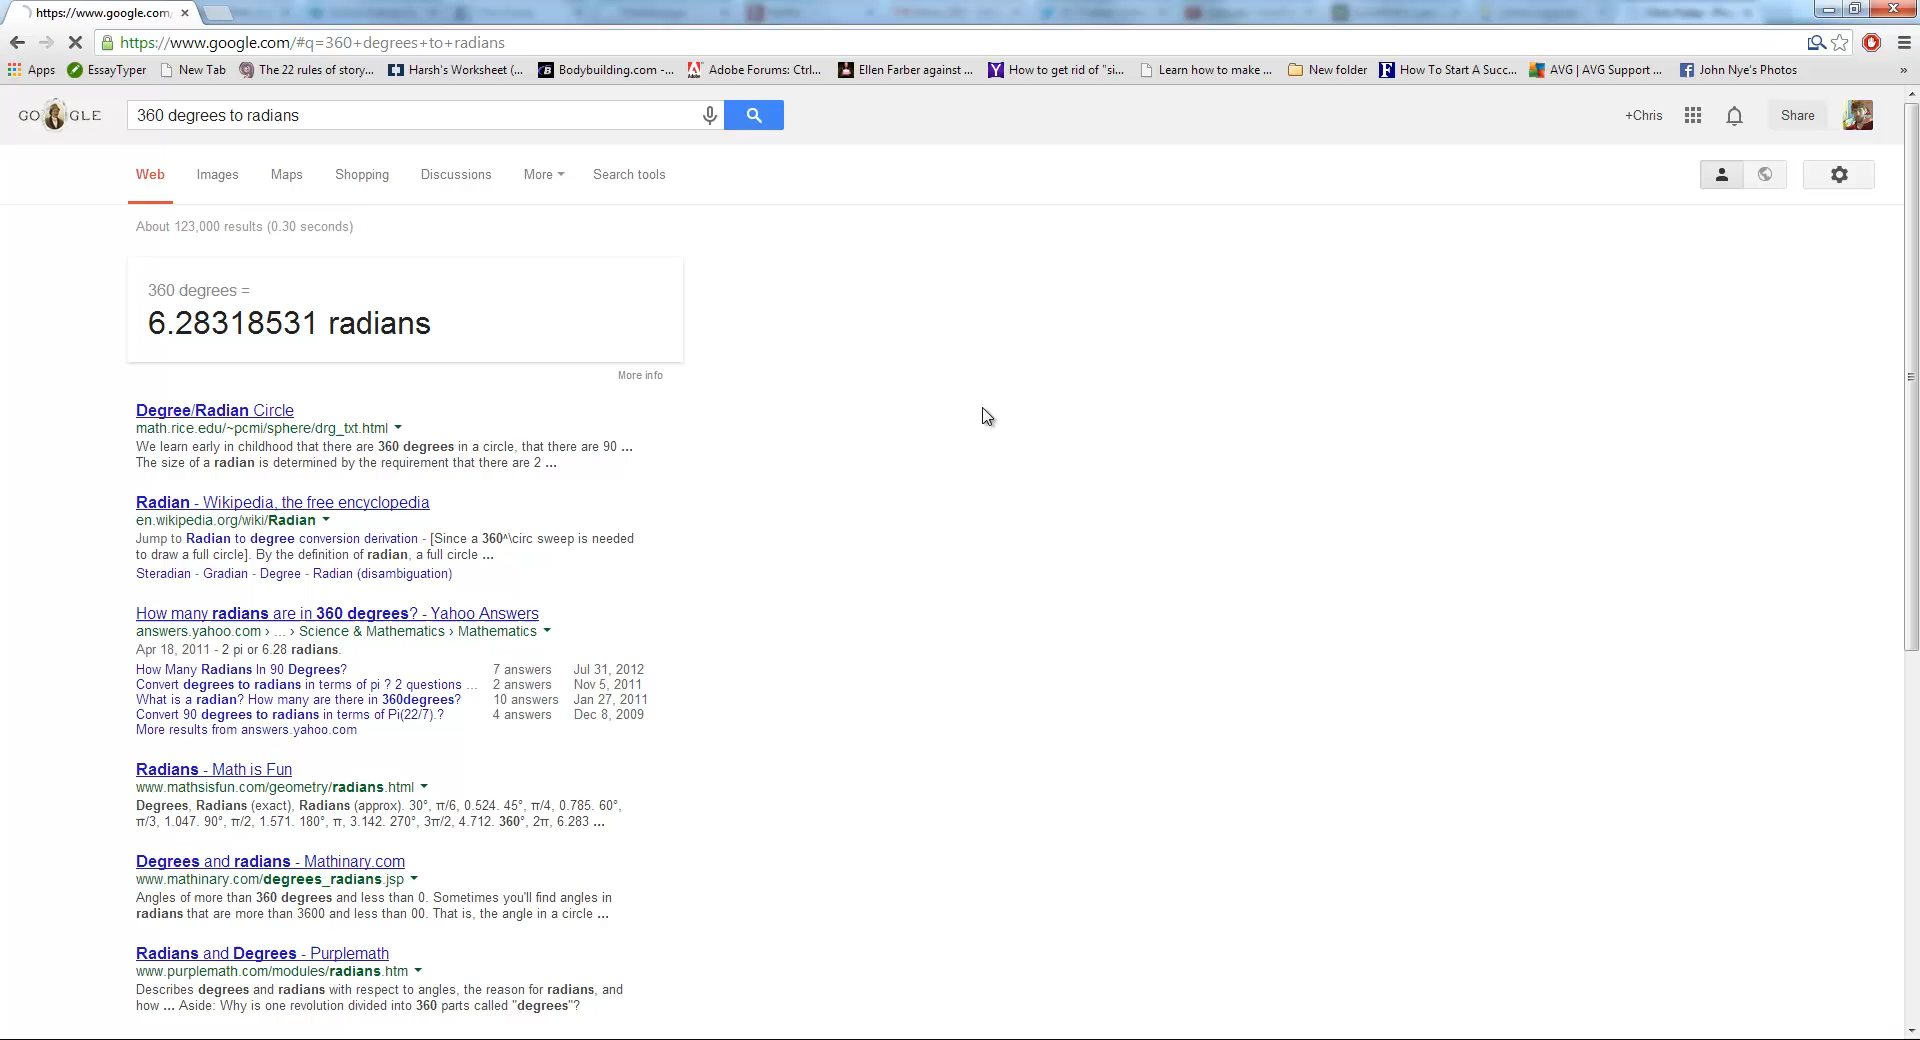 https://www.google.com
https://www.google.com/#q=360+degrees+to+radians
Apps EssayTyper New Tab The 22 rules of story... Harsh's Worksheet (... Bodybuilding.com -... Adobe Forums: Ctrl... Ellen Farber against ... How to get rid of "si... Learn how to make ... New folder How To Start A Succ... AVG | AVG Support ... John Nye's Photos »
GO GLE 360 degrees to radians +Chris Share
Web Images Maps Shopping Discussions More Search tools
About 123,000 results (0.30 seconds)
360 degrees =
6.28318531 radians
More info
Degree/Radian Circle
math.rice.edu/~pcmi/sphere/drg_txt.html
We learn early in childhood that there are 360 degrees in a circle, that there are 90 ...
The size of a radian is determined by the requirement that there are 2 ...
Radian - Wikipedia, the free encyclopedia
en.wikipedia.org/wiki/Radian
Jump to Radian to degree conversion derivation - [Since a 360^\circ sweep is needed
to draw a full circle]. By the definition of radian, a full circle ...
Steradian - Gradian - Degree - Radian (disambiguation)
How many radians are in 360 degrees? - Yahoo Answers
answers.yahoo.com › ... › Science & Mathematics › Mathematics
Apr 18, 2011 - 2 pi or 6.28 radians.
How Many Radians In 90 Degrees? 7 answers Jul 31, 2012
Convert degrees to radians in terms of pi ? 2 questions ... 2 answers Nov 5, 2011
What is a radian? How many are there in 360degrees? 10 answers Jan 27, 2011
Convert 90 degrees to radians in terms of Pi(22/7).? 4 answers Dec 8, 2009
More results from answers.yahoo.com
Radians - Math is Fun
www.mathsisfun.com/geometry/radians.html
Degrees, Radians (exact), Radians (approx). 30°, π/6, 0.524. 45°, π/4, 0.785. 60°,
π/3, 1.047. 90°, π/2, 1.571. 180°, π, 3.142. 270°, 3π/2, 4.712. 360°, 2π, 6.283 ...
Degrees and radians - Mathinary.com
www.mathinary.com/degrees_radians.jsp
Angles of more than 360 degrees and less than 0. Sometimes you'll find angles in
radians that are more than 3600 and less than 00. That is, the angle in a circle ...
Radians and Degrees - Purplemath
www.purplemath.com/modules/radians.htm
Describes degrees and radians with respect to angles, the reason for radians, and
how ... Aside: Why is one revolution divided into 360 parts called "degrees"?